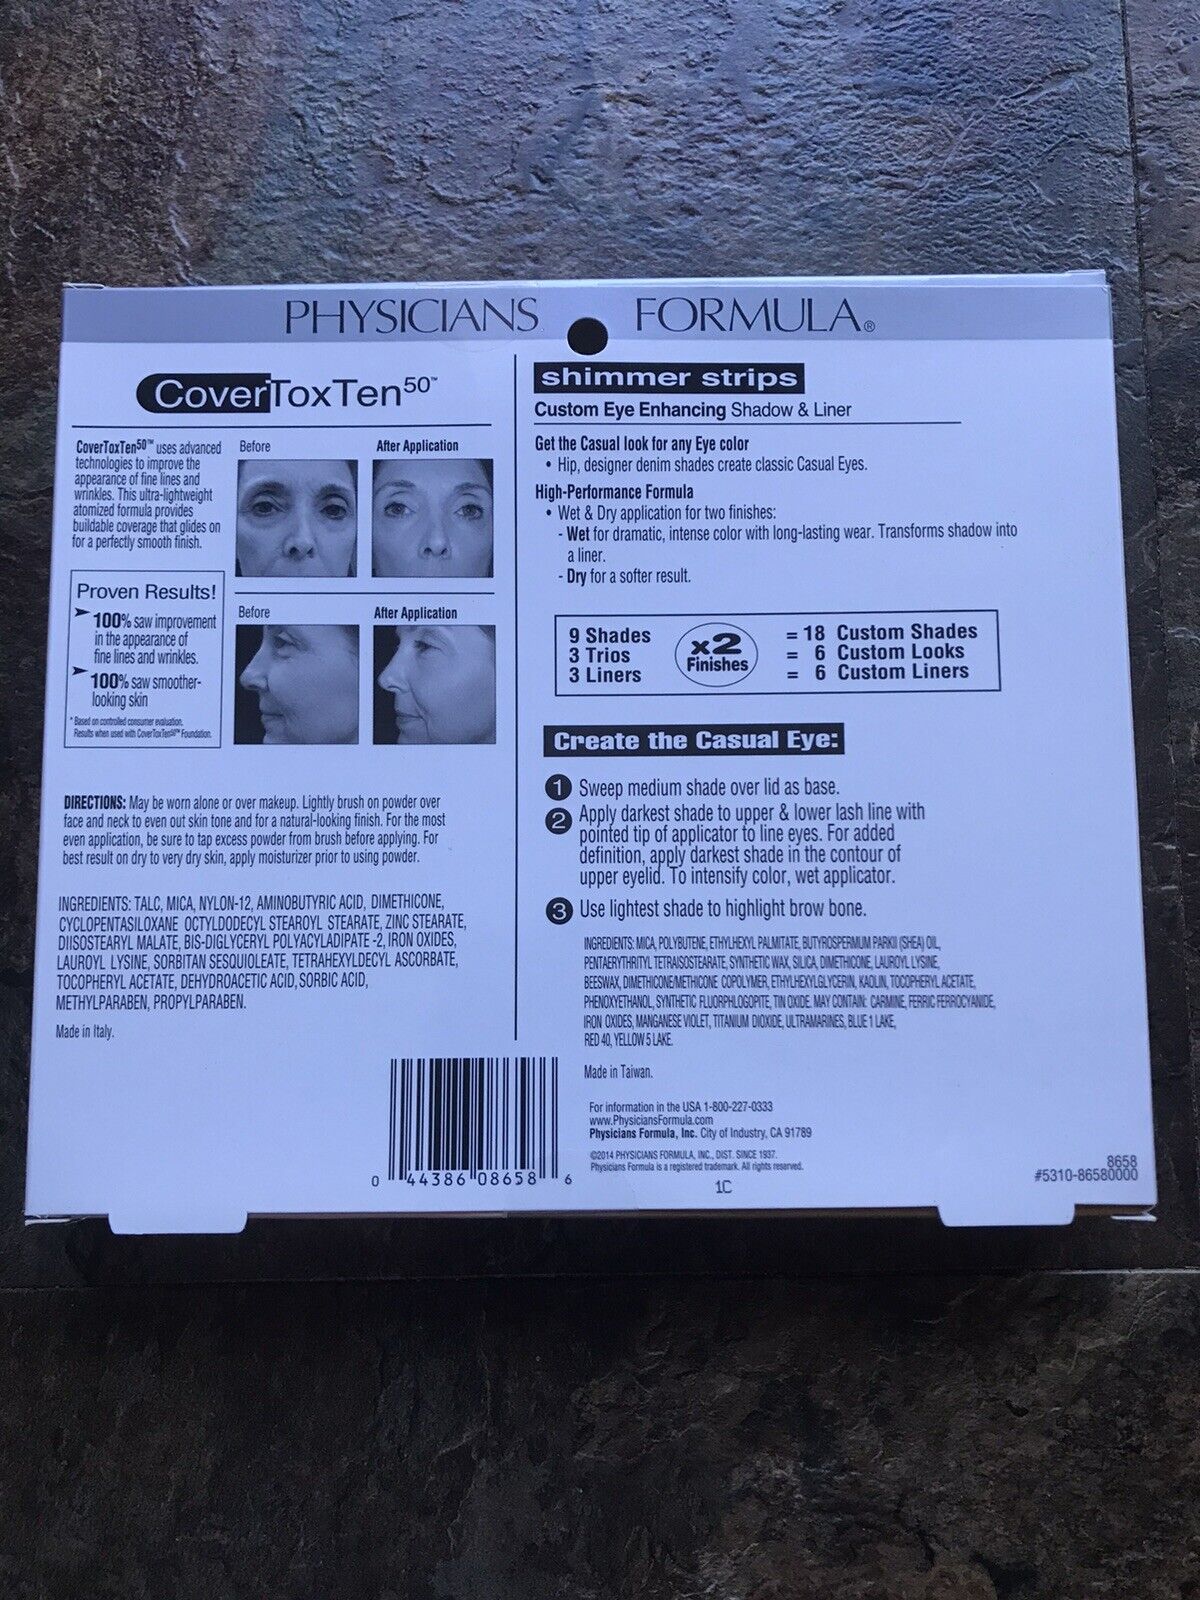 PHYSICIANS FORMULA®
CoverToxTen50™
CoverToxTen50™ uses advanced
technologies to improve the
appearance of fine lines and
wrinkles. This ultra-lightweight
atomized formula provides
buildable coverage that glides on
for a perfectly smooth finish.
Before
After Application
Proven Results!
➤ 100% saw improvement
in the appearance of
fine lines and wrinkles.
➤ 100% saw smoother-
looking skin
* Based on controlled consumer evaluation.
Results when used with CoverToxTen50™ Foundation.
Before
After Application
DIRECTIONS: May be worn alone or over makeup. Lightly brush on powder over
face and neck to even out skin tone and for a natural-looking finish. For the most
even application, be sure to tap excess powder from brush before applying. For
best result on dry to very dry skin, apply moisturizer prior to using powder.
INGREDIENTS: TALC, MICA, NYLON-12, AMINOBUTYRIC ACID, DIMETHICONE,
CYCLOPENTASILOXANE OCTYLDODECYL STEAROYL STEARATE, ZINC STEARATE,
DIISOSTEARYL MALATE, BIS-DIGLYCERYL POLYACYLADIPATE -2, IRON OXIDES,
LAUROYL LYSINE, SORBITAN SESQUIOLEATE, TETRAHEXYLDECYL ASCORBATE,
TOCOPHERYL ACETATE, DEHYDROACETIC ACID, SORBIC ACID,
METHYLPARABEN, PROPYLPARABEN.
Made in Italy.
0 44386 08658 6
shimmer strips
Custom Eye Enhancing Shadow & Liner
Get the Casual look for any Eye color
• Hip, designer denim shades create classic Casual Eyes.
High-Performance Formula
• Wet & Dry application for two finishes:
- Wet for dramatic, intense color with long-lasting wear. Transforms shadow into
a liner.
- Dry for a softer result.
9 Shades
3 Trios
3 Liners
x2
Finishes
= 18 Custom Shades
= 6 Custom Looks
= 6 Custom Liners
Create the Casual Eye:
1 Sweep medium shade over lid as base.
2 Apply darkest shade to upper & lower lash line with
pointed tip of applicator to line eyes. For added
definition, apply darkest shade in the contour of
upper eyelid. To intensify color, wet applicator.
3 Use lightest shade to highlight brow bone.
INGREDIENTS: MICA, POLYBUTENE, ETHYLHEXYL PALMITATE, BUTYROSPERMUM PARKII (SHEA) OIL,
PENTAERYTHRITYL TETRAISOSTEARATE, SYNTHETIC WAX, SILICA, DIMETHICONE, LAUROYL LYSINE,
BEESWAX, DIMETHICONE/METHICONE COPOLYMER, ETHYLHEXYLGLYCERIN, KAOLIN, TOCOPHERYL ACETATE,
PHENOXYETHANOL, SYNTHETIC FLUORPHLOGOPITE, TIN OXIDE. MAY CONTAIN: CARMINE, FERRIC FERROCYANIDE,
IRON OXIDES, MANGANESE VIOLET, TITANIUM DIOXIDE, ULTRAMARINES, BLUE 1 LAKE,
RED 40, YELLOW 5 LAKE.
Made in Taiwan.
For information in the USA 1-800-227-0333
www.PhysiciansFormula.com
Physicians Formula, Inc. City of Industry, CA 91789
©2014 PHYSICIANS FORMULA, INC., DIST. SINCE 1937.
Physicians Formula is a registered trademark. All rights reserved.
1C
8658
#5310-86580000